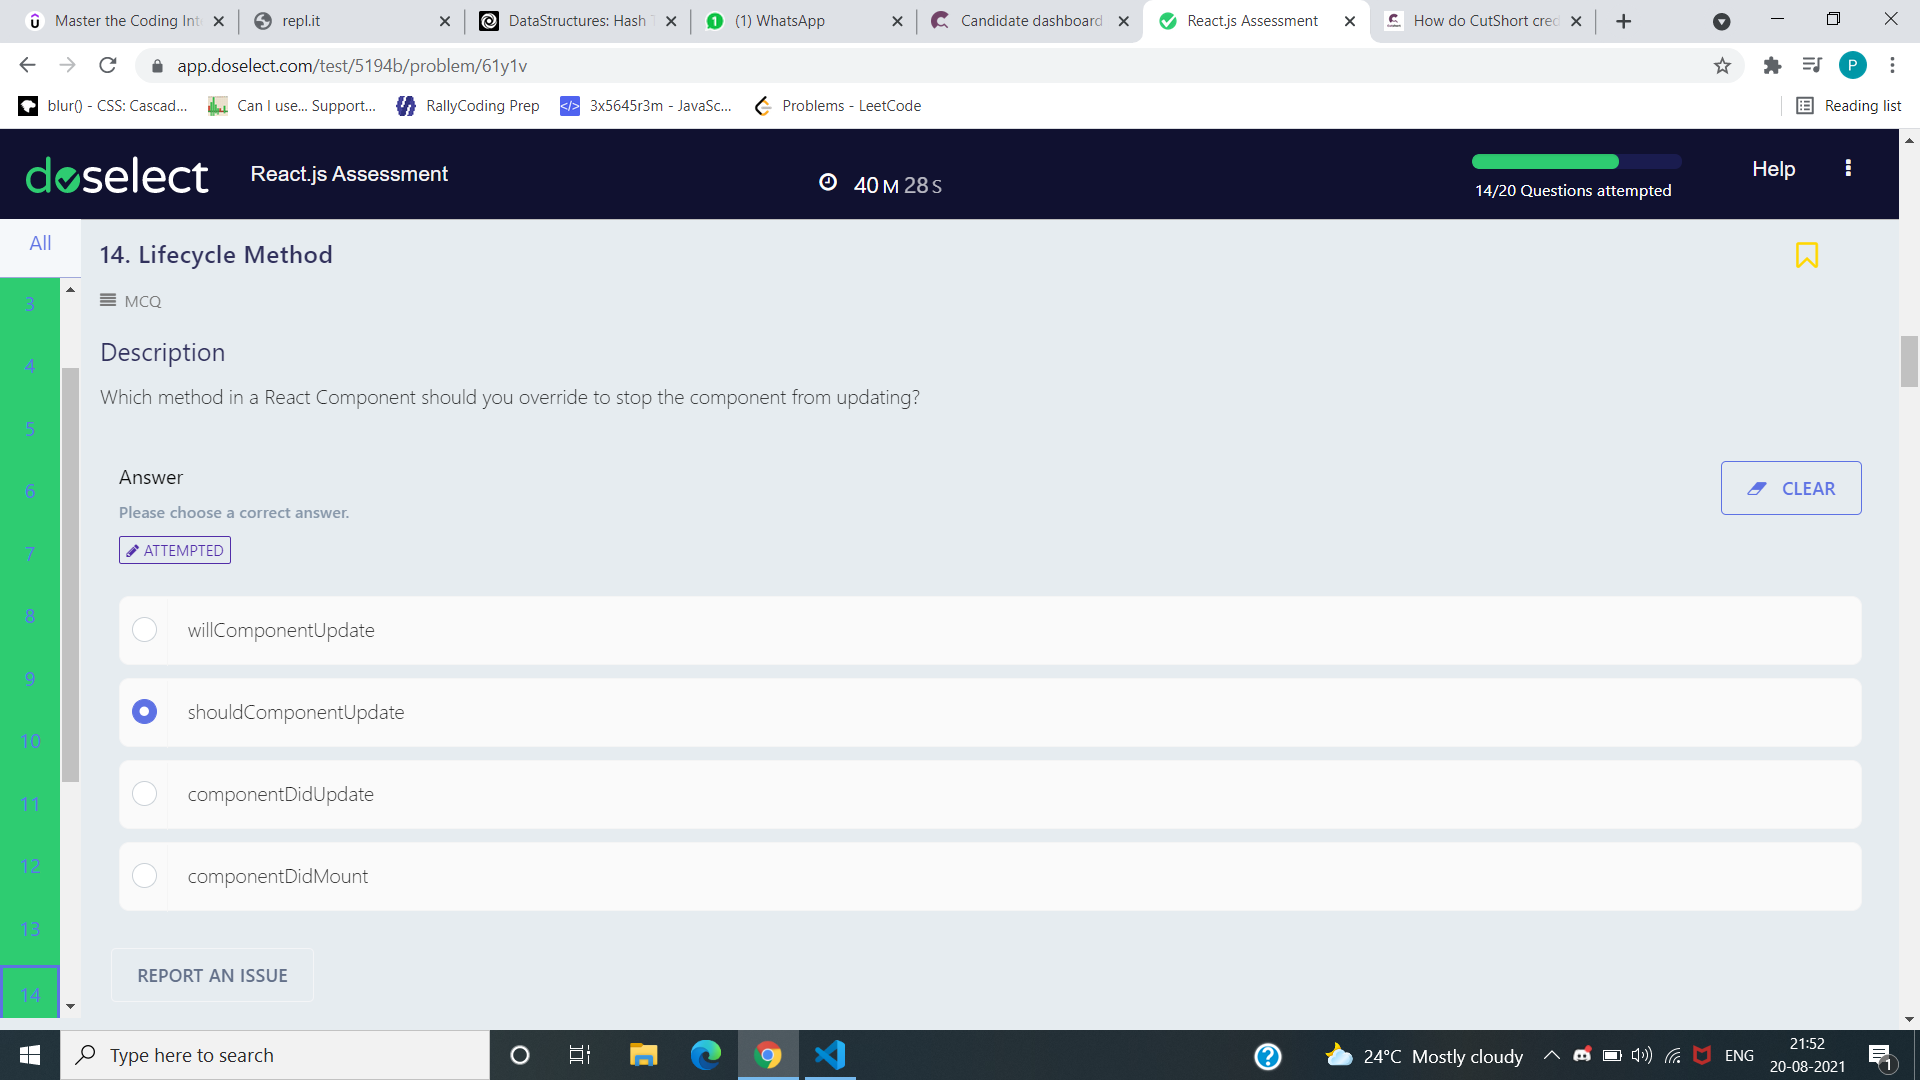 Master the Coding Int
repl.it
DataStructures: Hash T
(1) WhatsApp
Candidate dashboard
React.js Assessment
How do CutShort cred
app.doselect.com/test/5194b/problem/61y1v
P
blur() - CSS: Cascad...
Can I use... Support...
RallyCoding Prep
3x5645r3m - JavaSc...
Problems - LeetCode
Reading list
doselect
React.js Assessment
40 M 28 S
14/20 Questions attempted
Help
All
3
4
5
6
7
8
9
10
11
12
13
14
14. Lifecycle Method
MCQ
Description
Which method in a React Component should you override to stop the component from updating?
Answer
Please choose a correct answer.
ATTEMPTED
CLEAR
willComponentUpdate
shouldComponentUpdate
componentDidUpdate
componentDidMount
REPORT AN ISSUE
Type here to search
24°C Mostly cloudy
ENG
21:52
20-08-2021
1